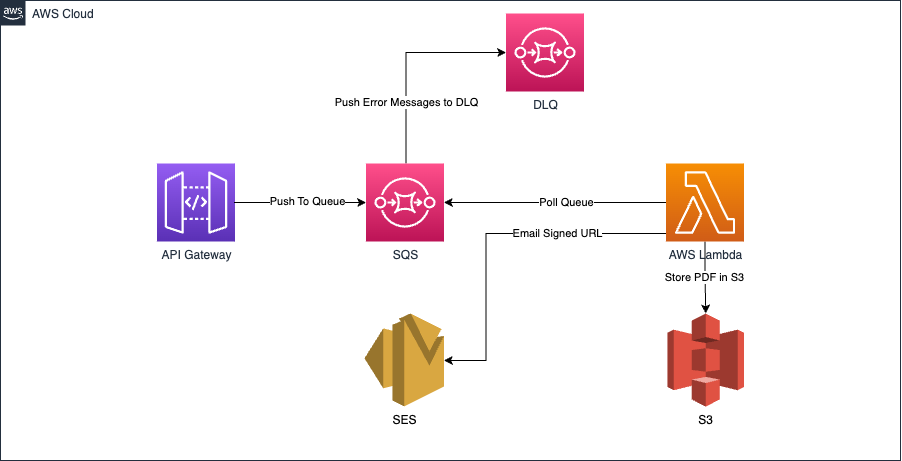 aws
AWS Cloud
DLQ
Push Error Messages to DLQ
API Gateway
Push To Queue
SQS
Poll Queue
Email Signed URL
AWS Lambda
Store PDF in S3
SES
S3